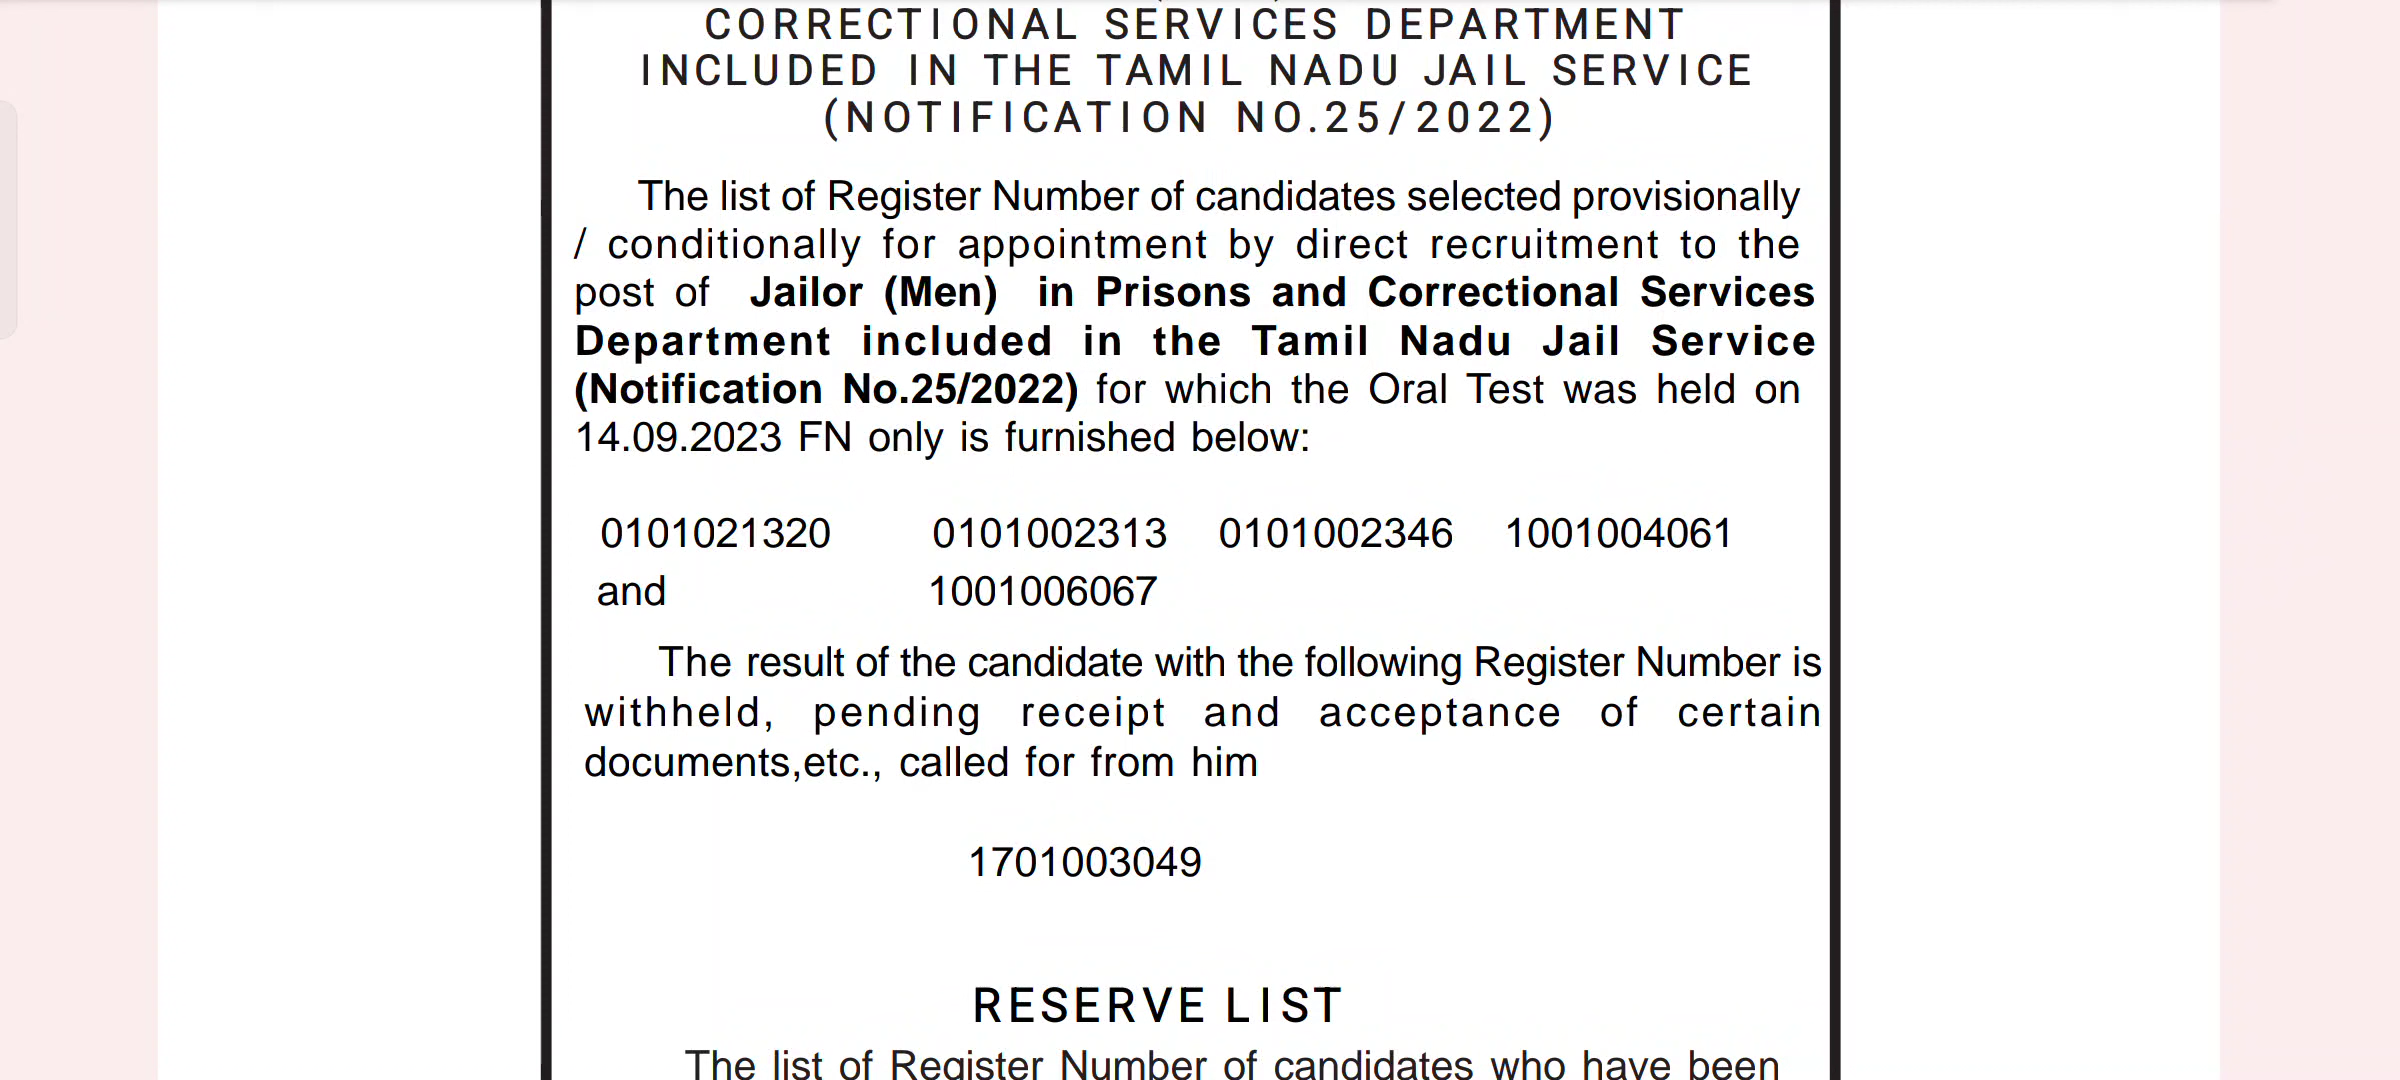 CORRECTIONAL SERVICES DEPARTMENT
INCLUDED IN THE TAMIL NADU JAIL SERVICE
(NOTIFICATION NO.25/2022)
The list of Register Number of candidates selected provisionally
/ conditionally for appointment by direct recruitment to the
post of Jailor (Men) in Prisons and Correctional Services
Department included in the Tamil Nadu Jail Service
(Notification No.25/2022) for which the Oral Test was held on
14.09.2023 FN only is furnished below:
0101021320 0101002313 0101002346 1001004061
and 1001006067
The result of the candidate with the following Register Number is
withheld, pending receipt and acceptance of certain
documents,etc., called for from him
1701003049
RESERVE LIST
The list of Register Number of candidates who have been